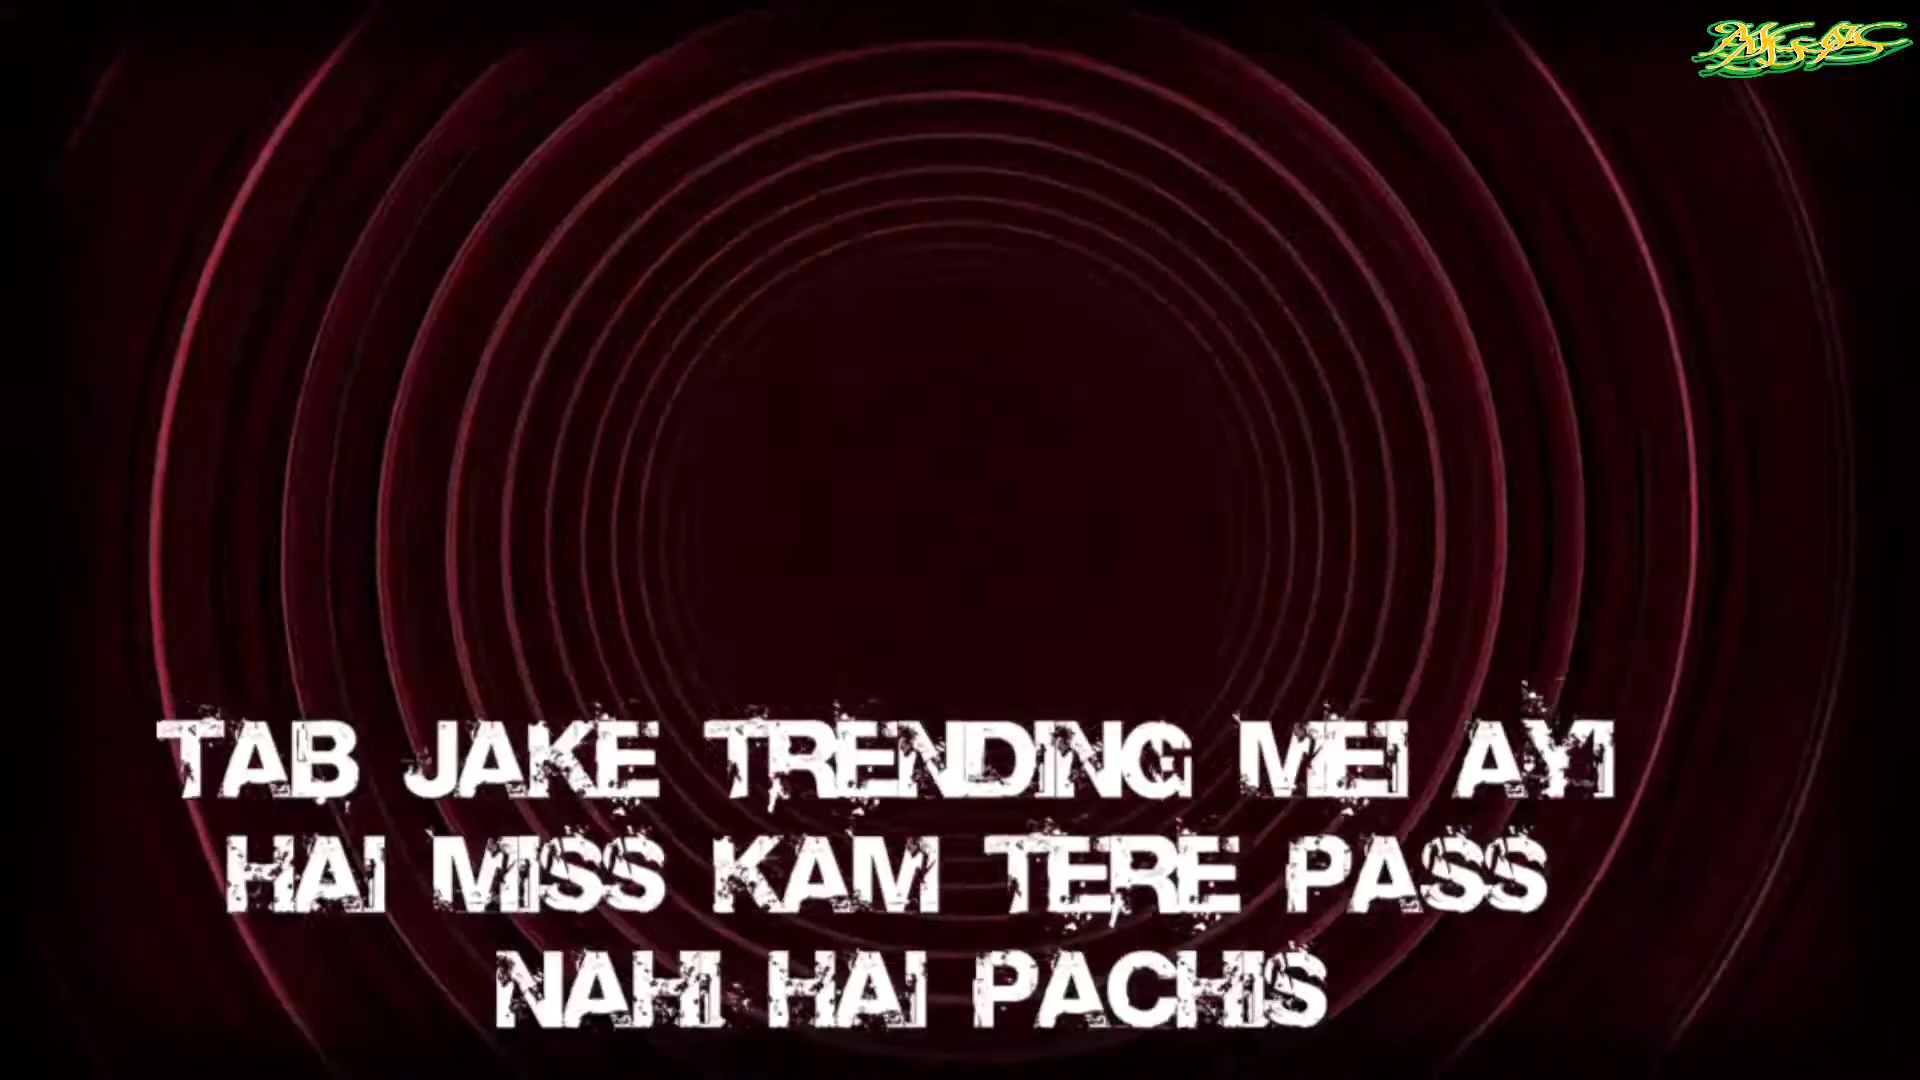 TAB JAKE TRENDING MEI AYI
HAI MISS KAM TERE PASS
NAHI HAI PACHIS